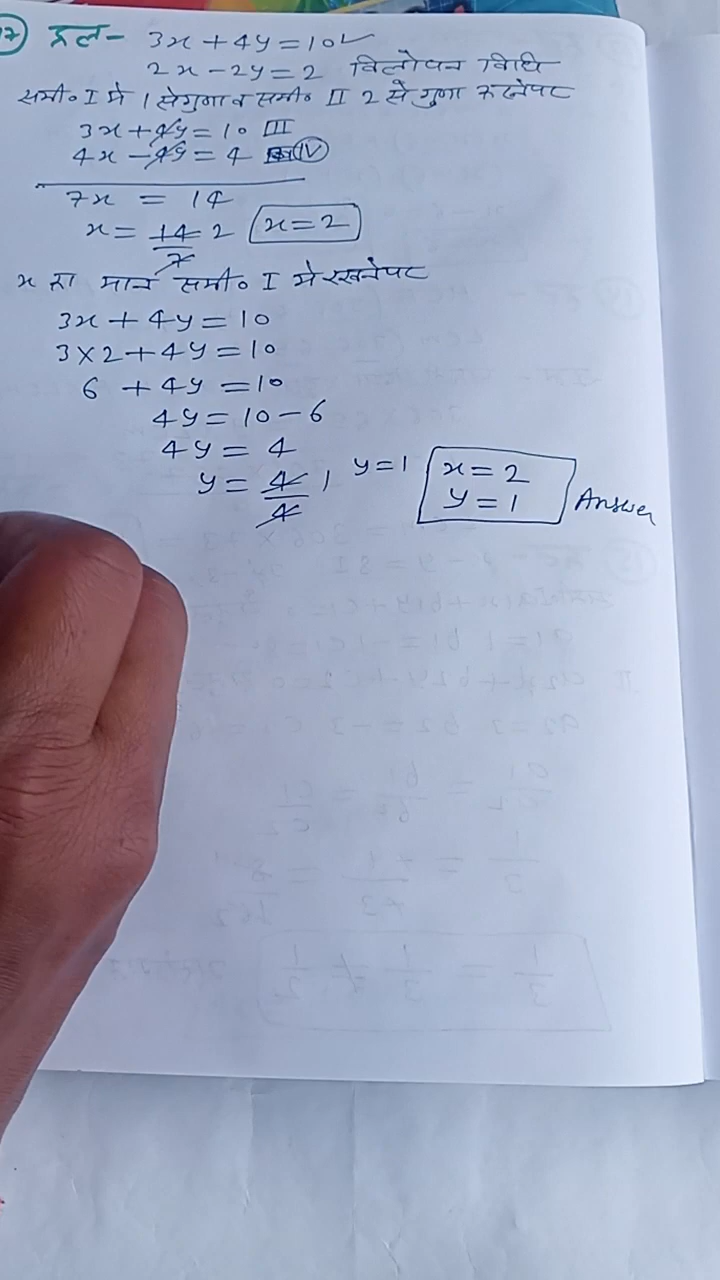 हल- 3x + 4y = 10
2x - 2y = 2 विलोपन विधि
समी० I मे 1 से गुणा व समी० II 2 से गुणा करनेपर
3x + 4y = 10 III
4x - 4y = 4 IV
7x = 14
x = 14/7 2 x = 2
x का मान समी० I मे रखनेपर
3x + 4y = 10
3 × 2 + 4y = 10
6 + 4y = 10
4y = 10 - 6
4y = 4
y = 4/4 1 y = 1
x = 2
y = 1 Answer